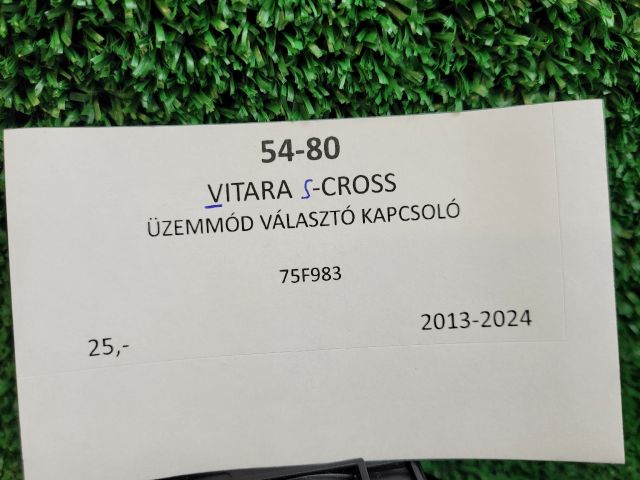 54-80
VITARA S-CROSS
ÜZEMMÓD VÁLASZTÓ KAPCSOLÓ
75F983
25,-
2013-2024